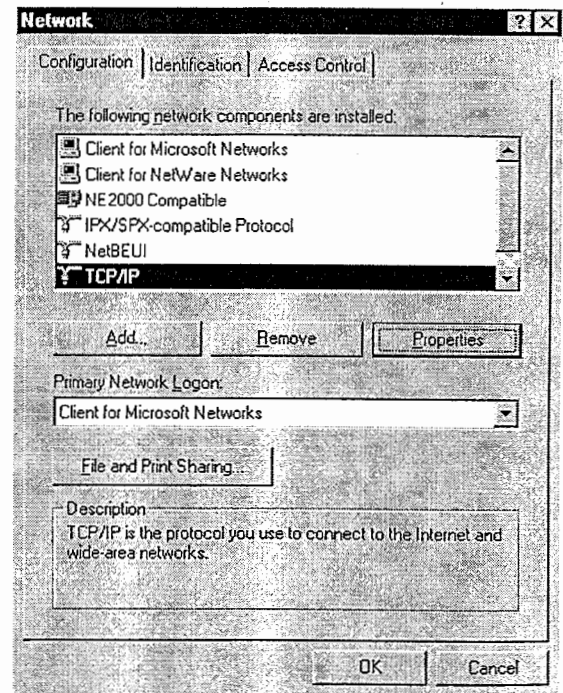 Network ? X
Configuration Identification Access Control
The following network components are installed:
Client for Microsoft Networks
Client for NetWare Networks
NE2000 Compatible
IPX/SPX-compatible Protocol
NetBEUI
TCP/IP
Add... Remove Properties
Primary Network Logon:
Client for Microsoft Networks
File and Print Sharing...
Description
TCP/IP is the protocol you use to connect to the Internet and
wide-area networks.
OK Cancel